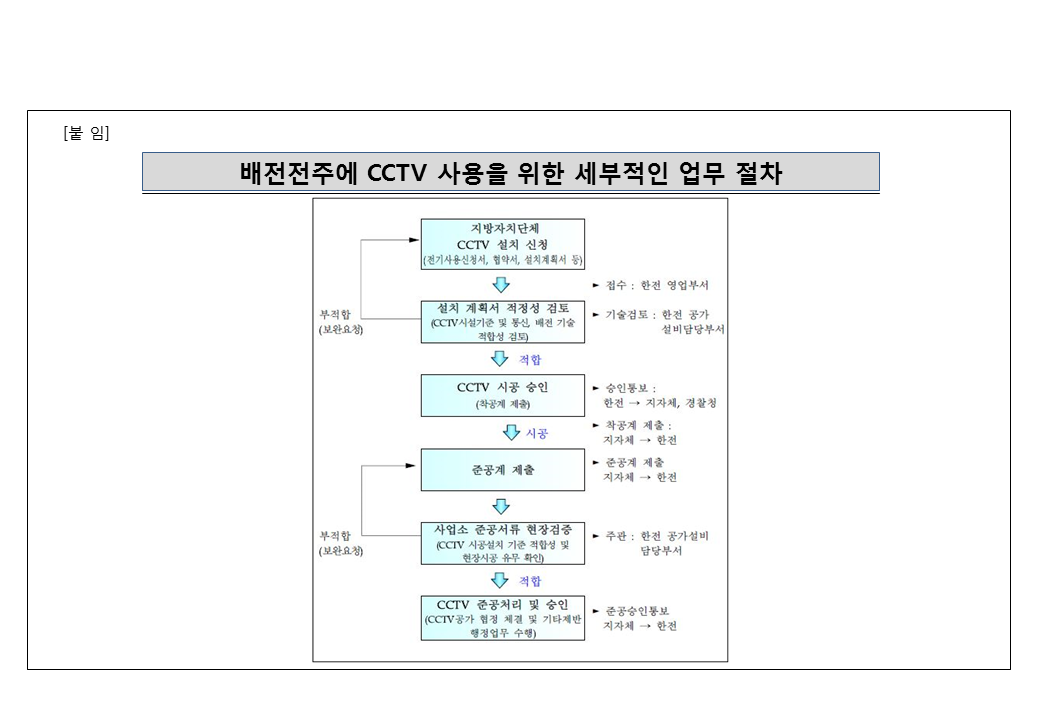 [붙 임]
배전전주에 CCTV 사용을 위한 세부적인 업무 절차
지방자치단체
CCTV 설치 신청
(전기사용신청서, 협약서, 설치계획서 등)
► 접수 : 한전 영업부서
부적합
(보완요청)
설치 계획서 적정성 검토
(CCTV시설기준 및 통신, 배전 기술
적합성 검토)
► 기술검토 : 한전 공가
설비담당부서
적합
CCTV 시공 승인
(착공계 제출)
► 승인통보 :
한전 → 지자체, 경찰청
► 착공계 제출 :
지자체 → 한전
시공
준공계 제출
► 준공계 제출
지자체 → 한전
부적합
(보완요청)
사업소 준공서류 현장검증
(CCTV 시공설치 기준 적합성 및
현장시공 유무 확인)
► 주관 : 한전 공가설비
담당부서
적합
CCTV 준공처리 및 승인
(CCTV공가 협정 체결 및 기타제반
행정업무 수행)
► 준공승인통보
지자체 → 한전